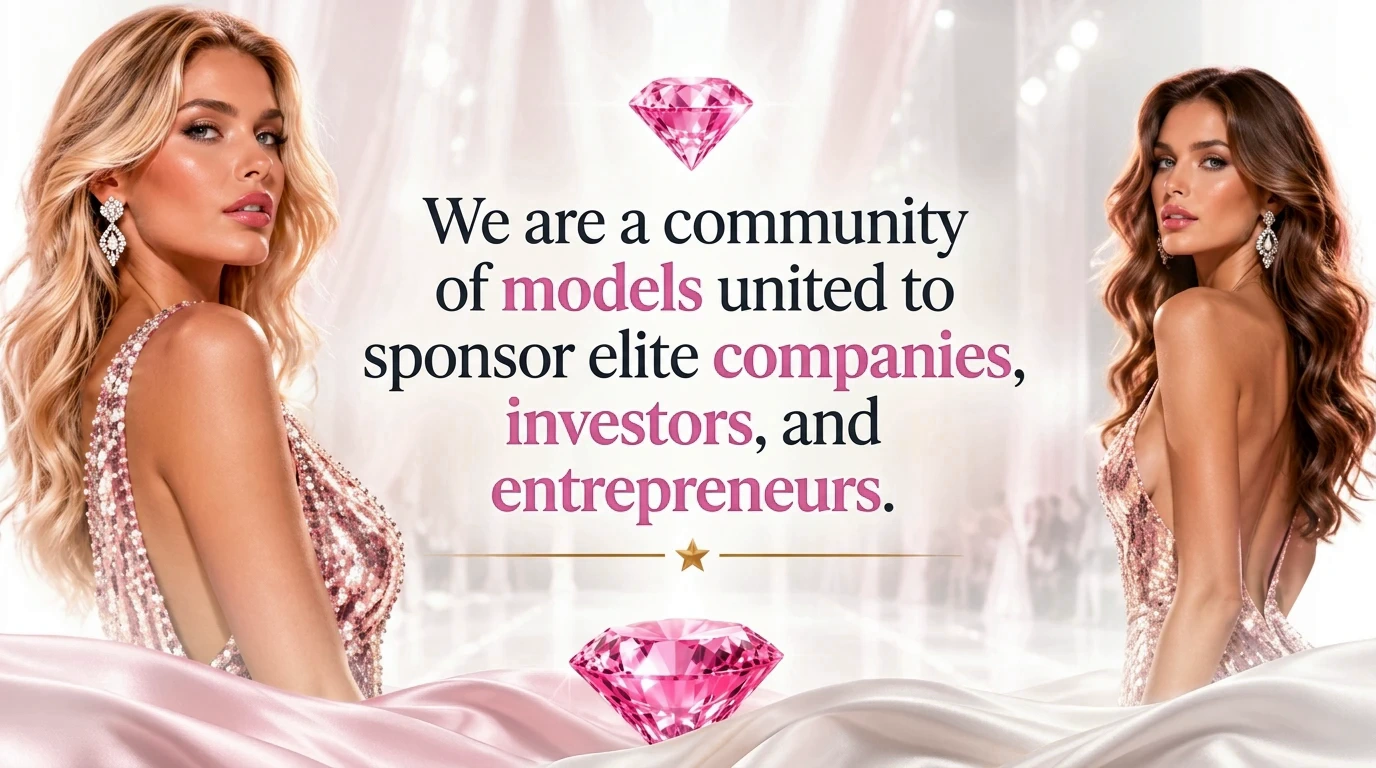 We are a community
of models united to
sponsor elite companies,
investors, and
entrepreneurs.